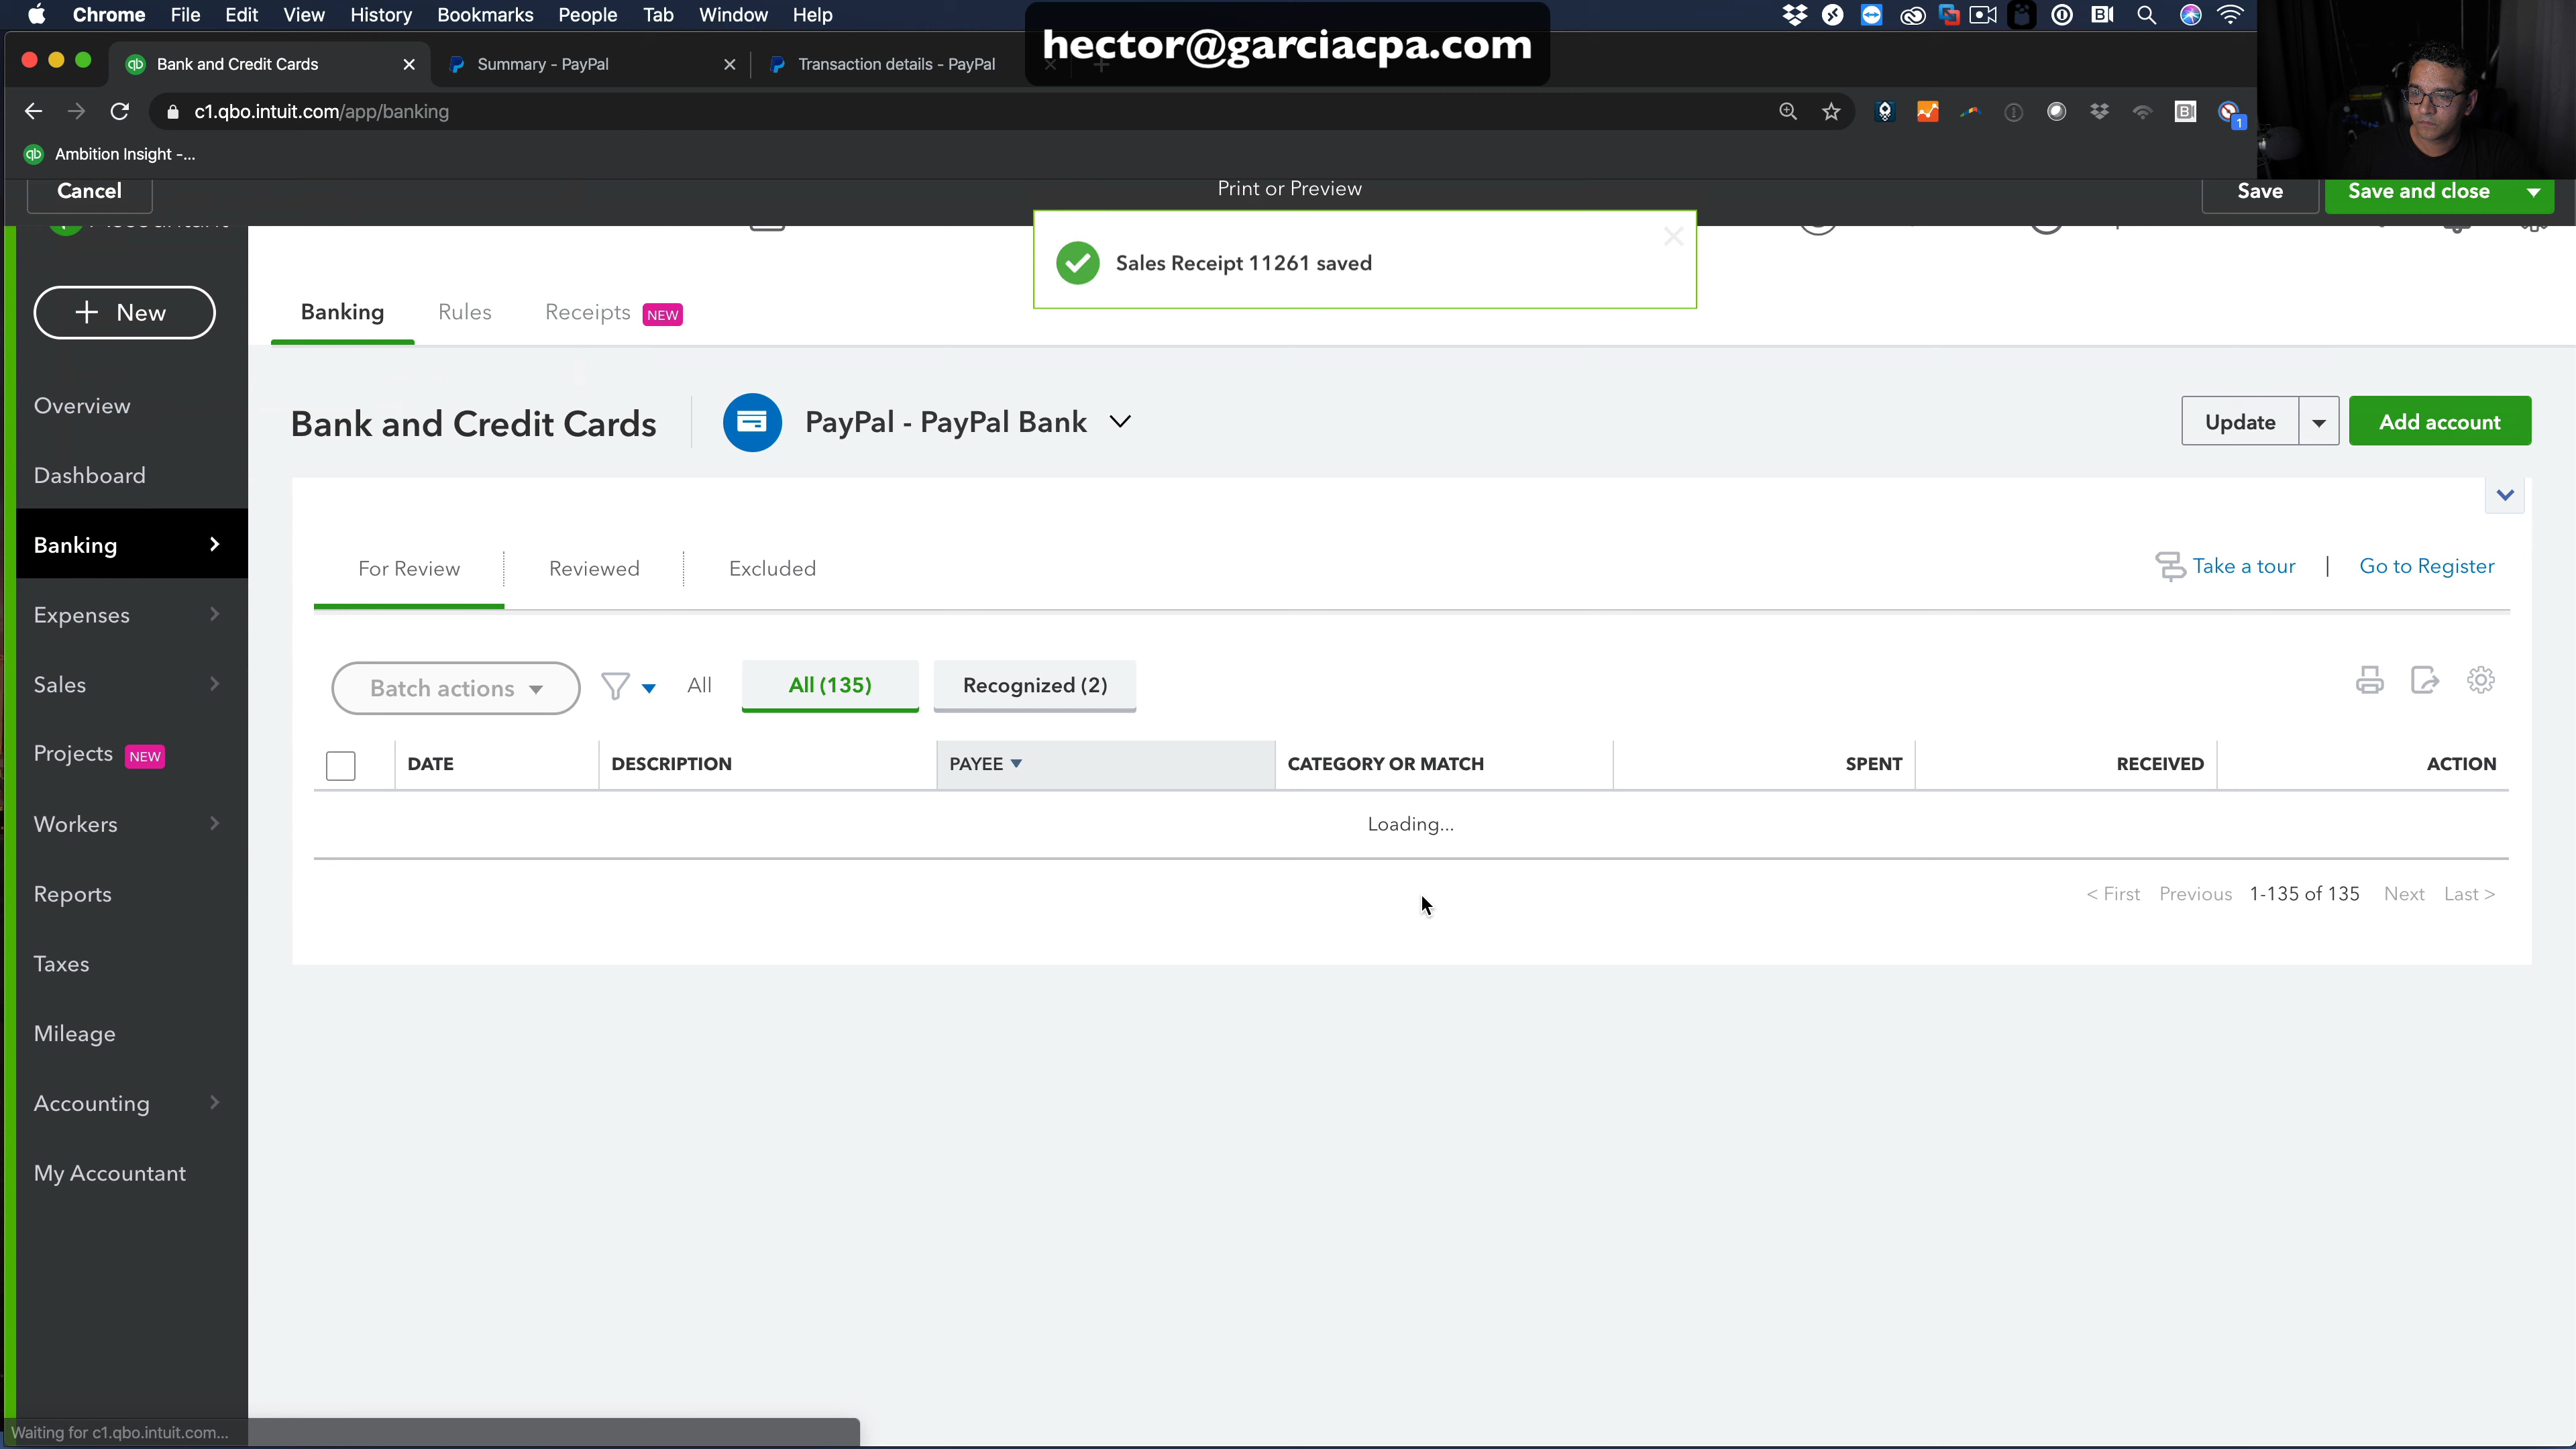 Chrome File Edit View History Bookmarks People Tab Window Help
hector@garciacpa.com
Bank and Credit Cards
Summary - PayPal
Transaction details - PayPal
c1.qbo.intuit.com/app/banking
1
Ambition Insight -...
Cancel
Print or Preview
Save
Save and close
Sales Receipt 11261 saved
+ New
Banking
Rules
Receipts NEW
Overview
Dashboard
Banking
Expenses
Sales
Projects NEW
Workers
Reports
Taxes
Mileage
Accounting
My Accountant
Bank and Credit Cards
PayPal - PayPal Bank
Update
Add account
For Review
Reviewed
Excluded
Take a tour | Go to Register
Batch actions
All
All (135)
Recognized (2)
DATE DESCRIPTION PAYEE CATEGORY OR MATCH SPENT RECEIVED ACTION
Loading...
< First Previous 1-135 of 135 Next Last >
Waiting for c1.qbo.intuit.com...